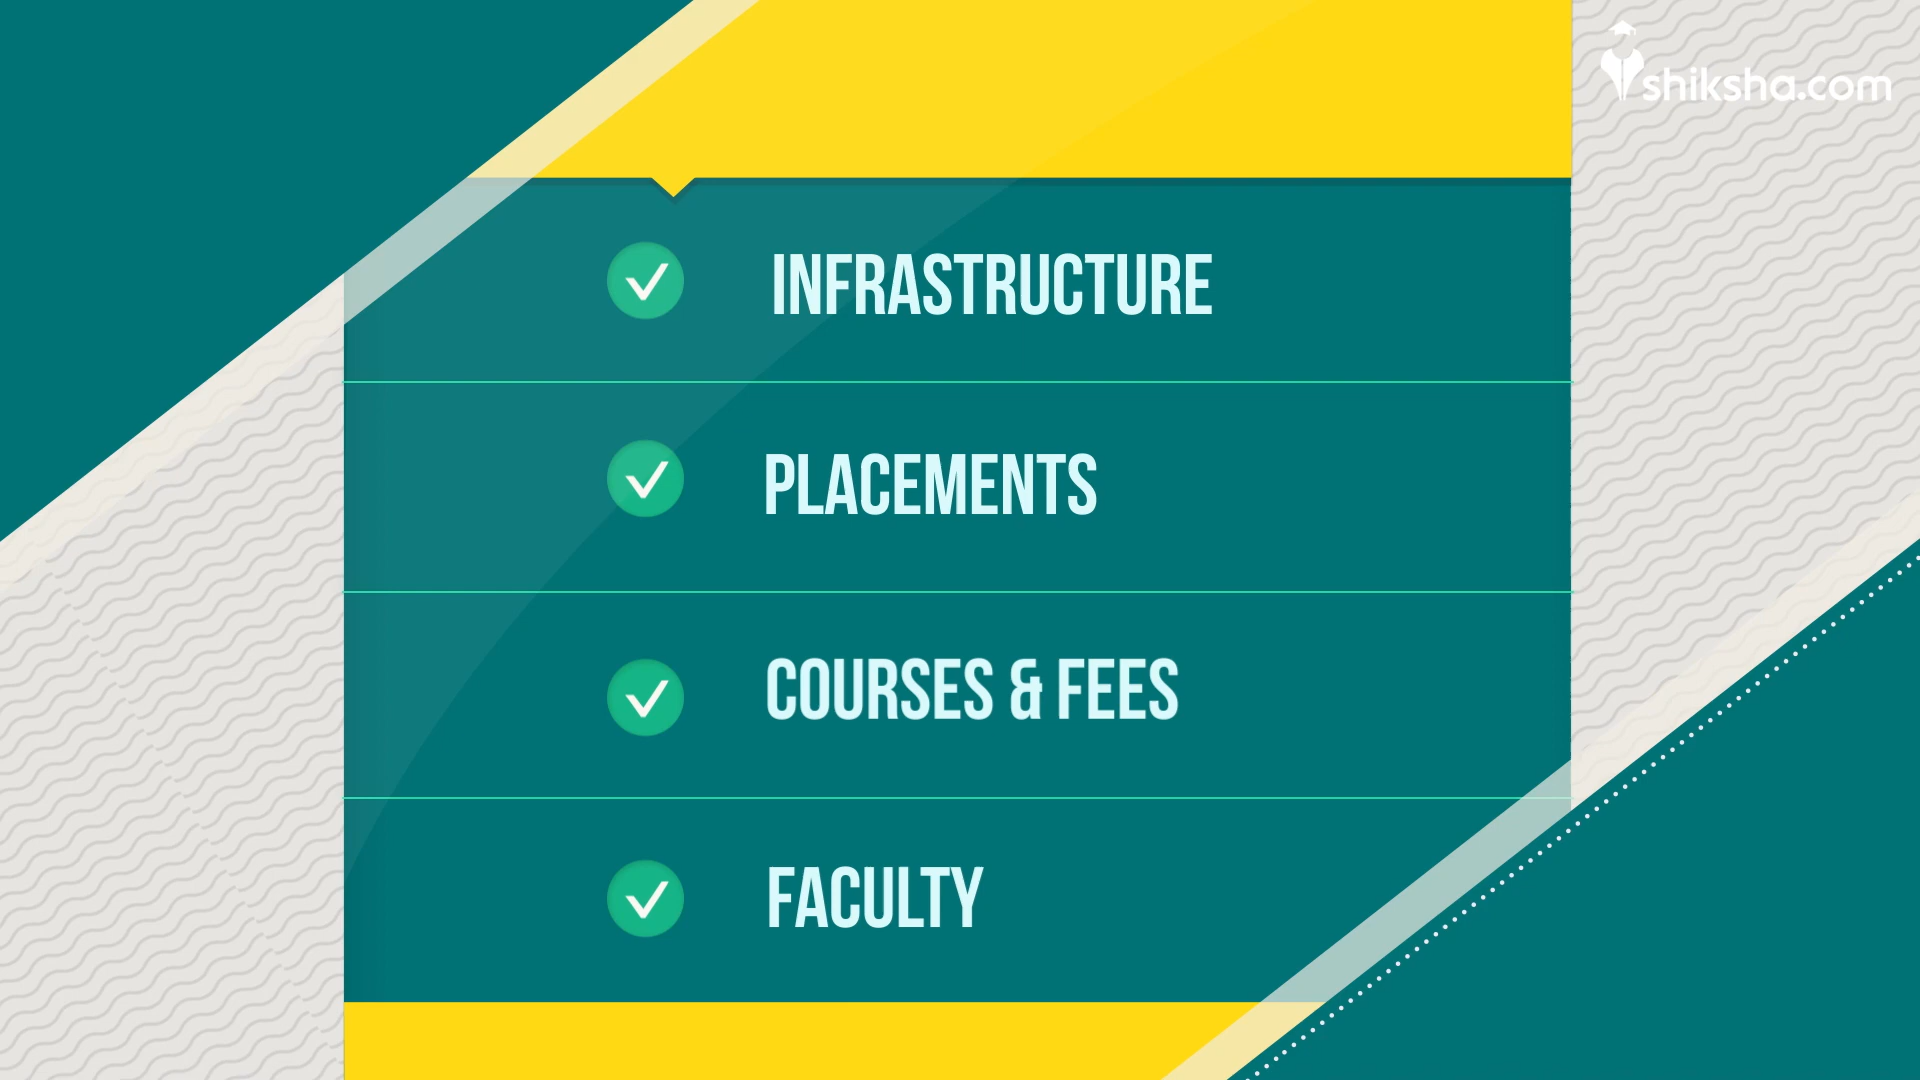 shiksha.com
INFRASTRUCTURE
PLACEMENTS
COURSES & FEES
FACULTY